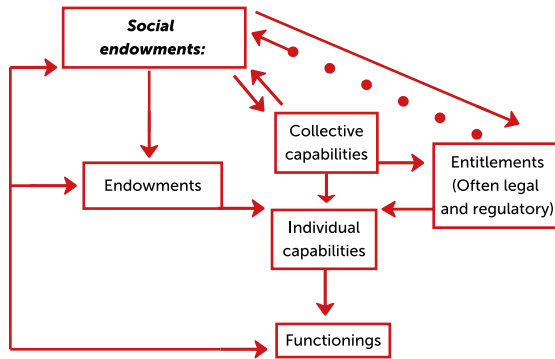 Social
endowments:
Collective
capabilities
Entitlements
(Often legal
and regulatory)
Endowments
Individual
capabilities
Functionings